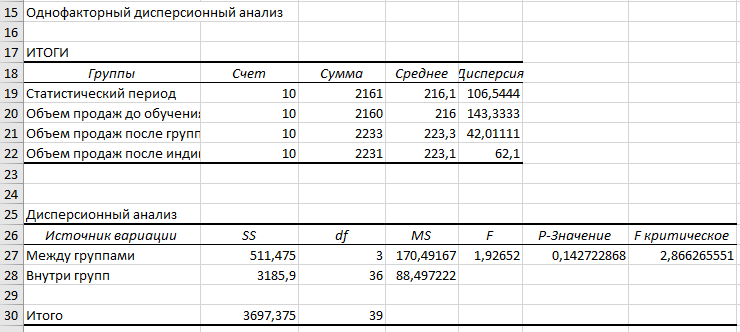 15 Однофакторный дисперсионный анализ
16
17 ИТОГИ
18 Группы Счет Сумма Среднее Дисперсия
19 Статистический период 10 2161 216,1 106,5444
20 Объем продаж до обучения 10 2160 216 143,3333
21 Объем продаж после групп 10 2233 223,3 42,01111
22 Объем продаж после инди 10 2231 223,1 62,1
23
24
25 Дисперсионный анализ
26 Источник вариации SS df MS F P-Значение F критическое
27 Между группами 511,475 3 170,49167 1,92652 0,142722868 2,866265551
28 Внутри групп 3185,9 36 88,497222
29
30 Итого 3697,375 39